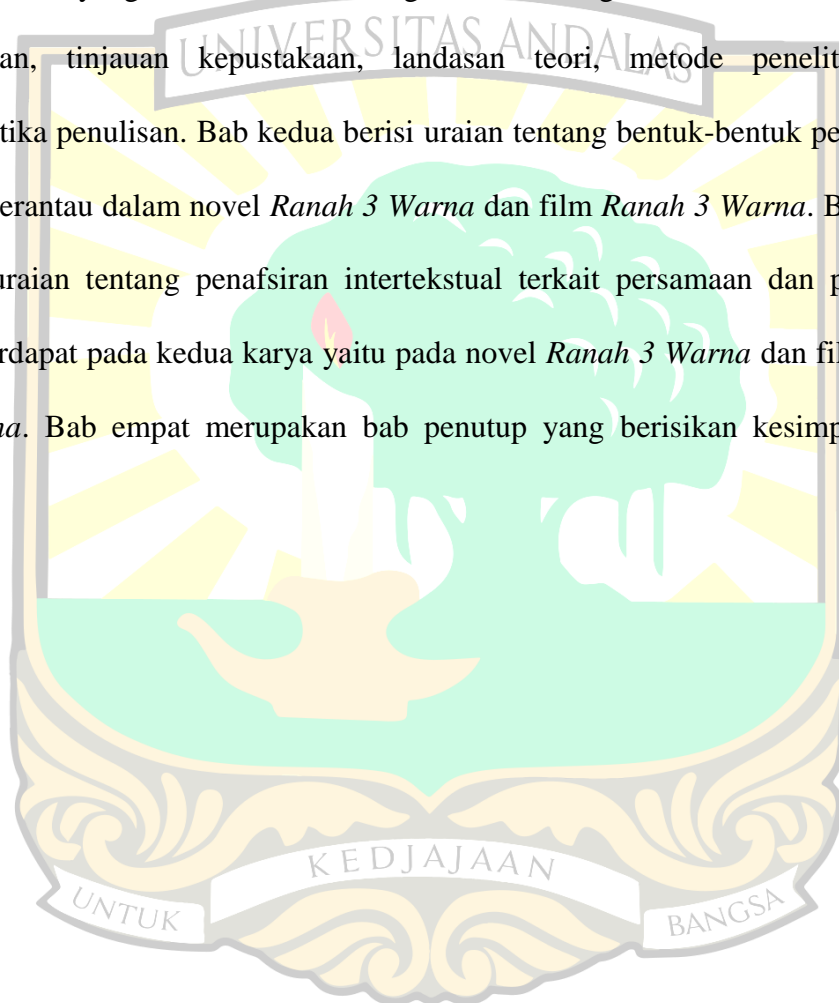 an, tinjauan kepustakaan, landasan teori, metode penelit
UNIVERSITAS ANDALAS
tika penulisan. Bab kedua berisi uraian tentang bentuk-bentuk pe
erantau dalam novel Ranah 3 Warna dan film Ranah 3 Warna. B
uraian tentang penafsiran intertekstual terkait persamaan dan p
rdapat pada kedua karya yaitu pada novel Ranah 3 Warna dan fil
na. Bab empat merupakan bab penutup yang berisikan kesimp
KEDJAJAAN
UNTUK
BANGSA